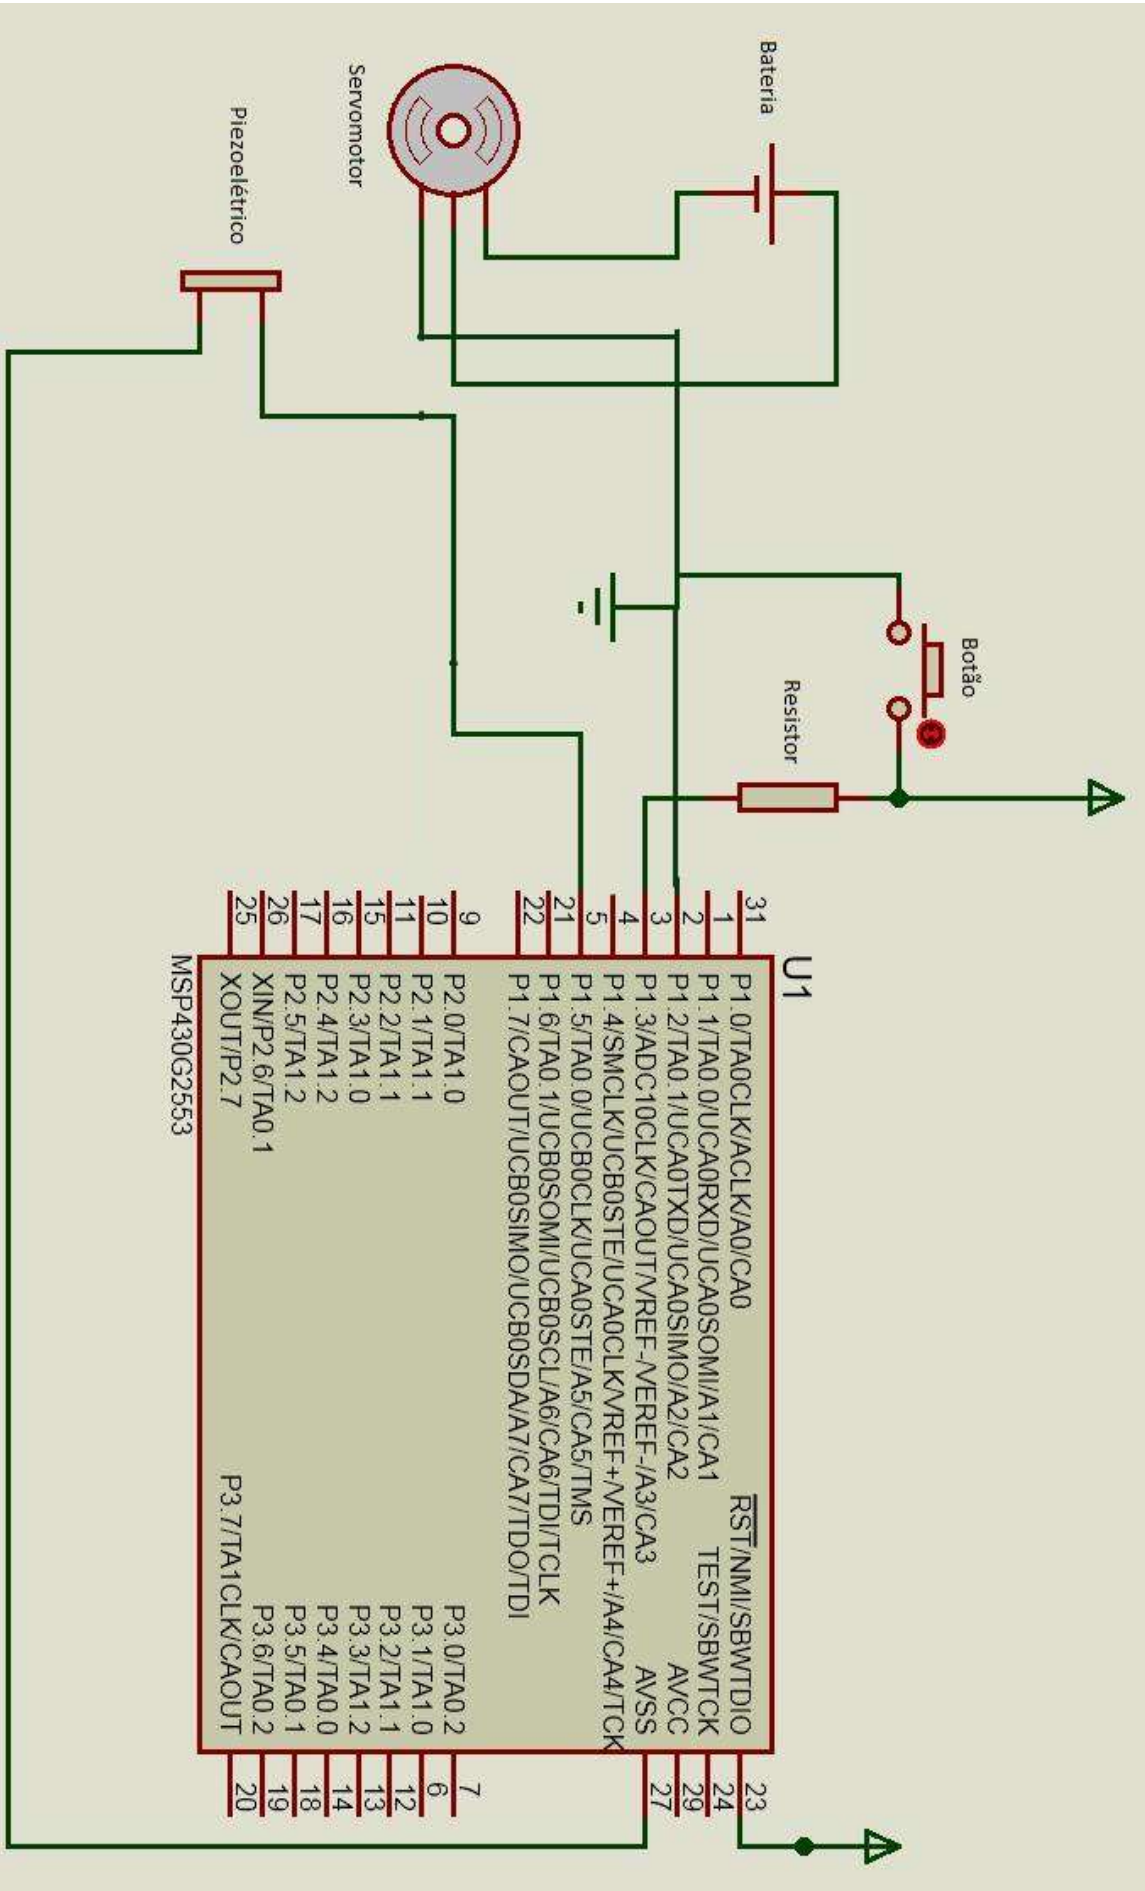 Bateria
Servomotor
Piezoelétrico
Botão
Resistor
U1
31 P1.0/TA0CLK/ACLK/A0/CA0
1 P1.1/TA0.0/UCA0RXD/UCA0SOMI/A1/CA1
2 P1.2/TA0.1/UCA0TXD/UCA0SIMO/A2/CA2
3 P1.3/ADC10CLK/CAOUT/VREF-/VEREF-/A3/CA3
4 P1.4/SMCLK/UCB0STE/UCA0CLK/VREF+/VEREF+/A4/CA4/TCK
5 P1.5/TA0.0/UCB0CLK/UCA0STE/A5/CA5/TMS
21 P1.6/TA0.1/UCB0SOMI/UCB0SCL/A6/CA6/TDI/TCLK
22 P1.7/CAOUT/UCB0SIMO/UCB0SDA/A7/CA7/TDO/TDI
9 P2.0/TA1.0
10 P2.1/TA1.1
11 P2.2/TA1.1
15 P2.3/TA1.0
16 P2.4/TA1.2
17 P2.5/TA1.2
26 XIN/P2.6/TA0.1
25 XOUT/P2.7
RST/NMI/SBWTDIO 23
TEST/SBWTCK 24
AVCC 29
AVSS 27
P3.0/TA0.2 7
P3.1/TA1.0 6
P3.2/TA1.1 12
P3.3/TA1.2 13
P3.4/TA0.0 14
P3.5/TA0.1 18
P3.6/TA0.2 19
P3.7/TA1CLK/CAOUT 20
MSP430G2553